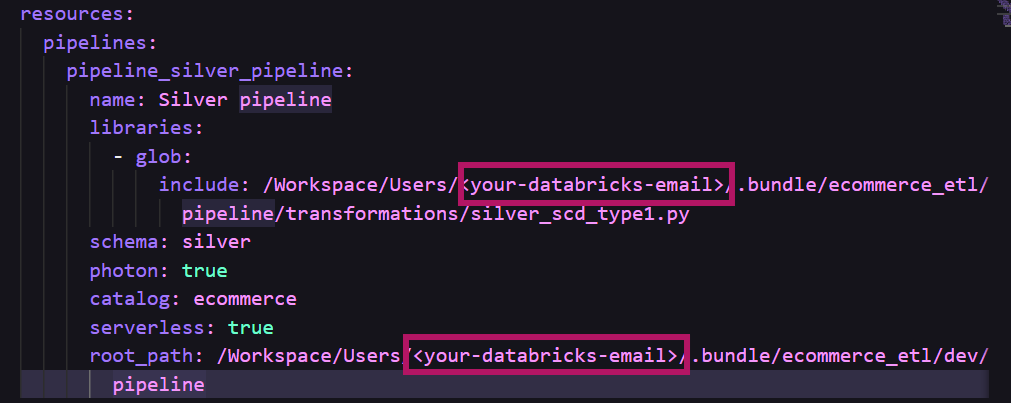 resources:
pipelines:
pipeline_silver_pipeline:
name: Silver pipeline
libraries:
- glob:
include: /Workspace/Users/<your-databricks-email>/.bundle/ecommerce_etl/
pipeline/transformations/silver_scd_type1.py
schema: silver
photon: true
catalog: ecommerce
serverless: true
root_path: /Workspace/Users/<your-databricks-email>/.bundle/ecommerce_etl/dev/
pipeline